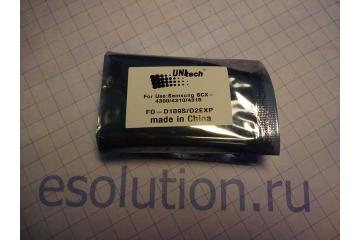 UNItech
For Use:Samsung SCX-
4300/4310/4315
FO-D109S/D2EXP
made in China
esolution.ru/